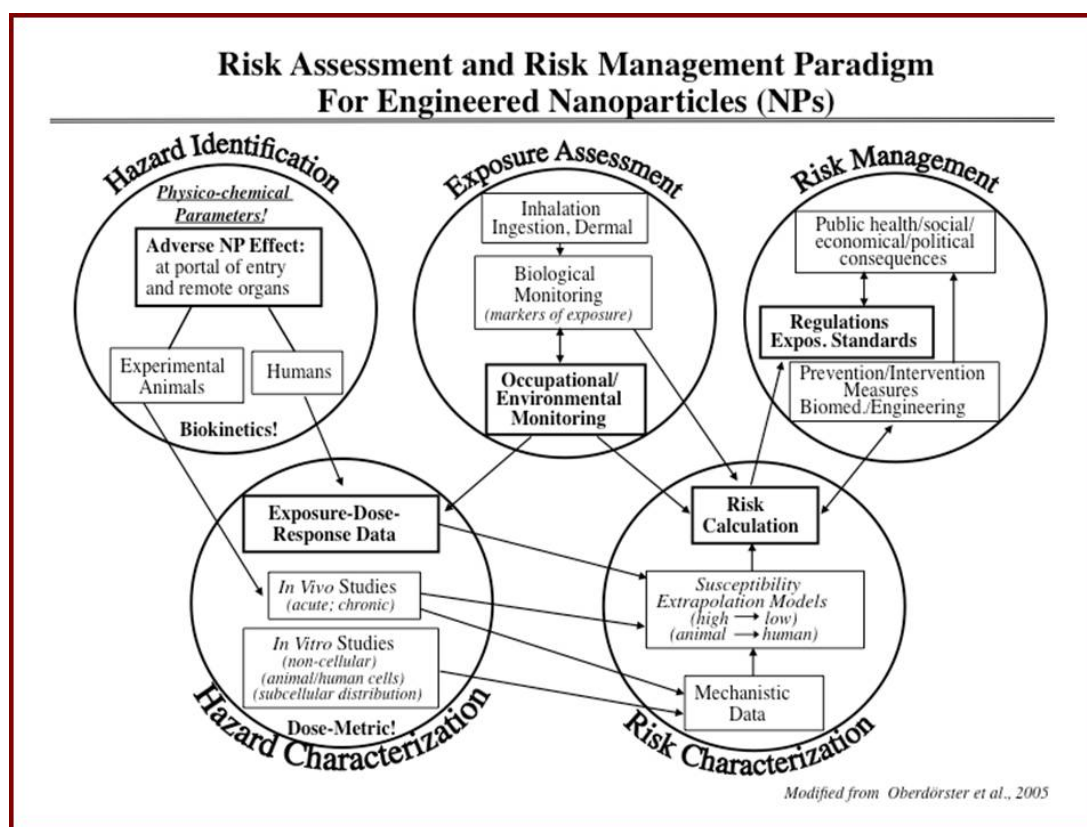 Risk Assessment and Risk Management Paradigm
For Engineered Nanoparticles (NPs)
Hazard Identification
Physico-chemical
Parameters!
Adverse NP Effect:
at portal of entry
and remote organs
Experimental
Animals
Humans
Biokinetics!
Exposure Assessment
Inhalation
Ingestion, Dermal
Biological
Monitoring
(markers of exposure)
Occupational/
Environmental
Monitoring
Risk Management
Public health/social/
economical/political
consequences
Regulations
Expos. Standards
Prevention/Intervention
Measures
Biomed./Engineering
Exposure-Dose-
Response Data
In Vivo Studies
(acute; chronic)
In Vitro Studies
(non-cellular)
(animal/human cells)
(subcellular distribution)
Dose-Metric!
Hazard Characterization
Risk
Calculation
Susceptibility
Extrapolation Models
(high → low)
(animal → human)
Mechanistic
Data
Risk Characterization
Modified from Oberdörster et al., 2005